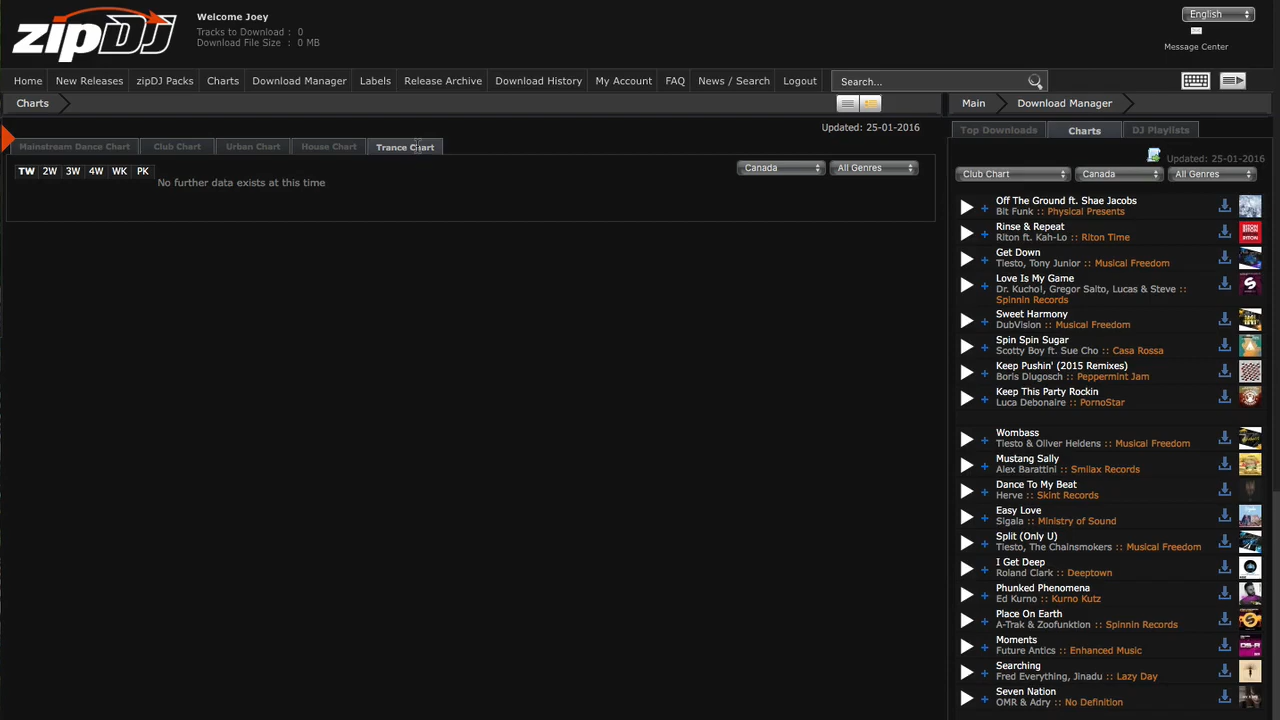 zipDJ
Welcome Joey
Tracks to Download : 0
Download File Size : 0 MB
English
Message Center
Home
New Releases
zipDJ Packs
Charts
Download Manager
Labels
Release Archive
Download History
My Account
FAQ
News / Search
Logout
Search...
Charts
Main
Download Manager
Updated: 25-01-2016
Mainstream Dance Chart
Club Chart
Urban Chart
House Chart
Trance Chart
TW 2W 3W 4W WK PK
No further data exists at this time
Canada
All Genres
Top Downloads
Charts
DJ Playlists
Updated: 25-01-2016
Club Chart
Canada
All Genres
Off The Ground ft. Shae Jacobs
Bit Funk :: Physical Presents
Rinse & Repeat
Riton ft. Kah-Lo :: Riton Time
Get Down
Tiesto, Tony Junior :: Musical Freedom
Love Is My Game
Dr. Kucho!, Gregor Salto, Lucas & Steve ::
Spinnin Records
Sweet Harmony
DubVision :: Musical Freedom
Spin Spin Sugar
Scotty Boy ft. Sue Cho :: Casa Rossa
Keep Pushin' (2015 Remixes)
Boris Dlugosch :: Peppermint Jam
Keep This Party Rockin
Luca Debonaire :: PornoStar
Wombass
Tiesto & Oliver Heldens :: Musical Freedom
Mustang Sally
Alex Barattini :: Smilax Records
Dance To My Beat
Herve :: Skint Records
Easy Love
Sigala :: Ministry of Sound
Split (Only U)
Tiesto, The Chainsmokers :: Musical Freedom
I Get Deep
Roland Clark :: Deeptown
Phunked Phenomena
Ed Kurno :: Kurno Kutz
Place On Earth
A-Trak & Zoofunktion :: Spinnin Records
Moments
Future Antics :: Enhanced Music
Searching
Fred Everything, Jinadu :: Lazy Day
Seven Nation
OMR & Adry :: No Definition